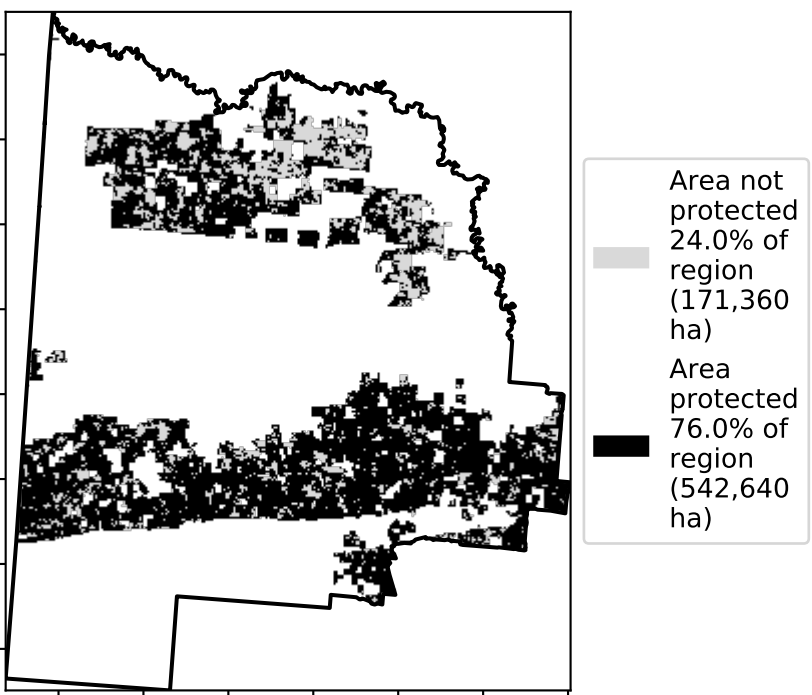 Area not
protected
24.0% of
region
(171,360
ha)
Area
protected
76.0% of
region
(542,640
ha)